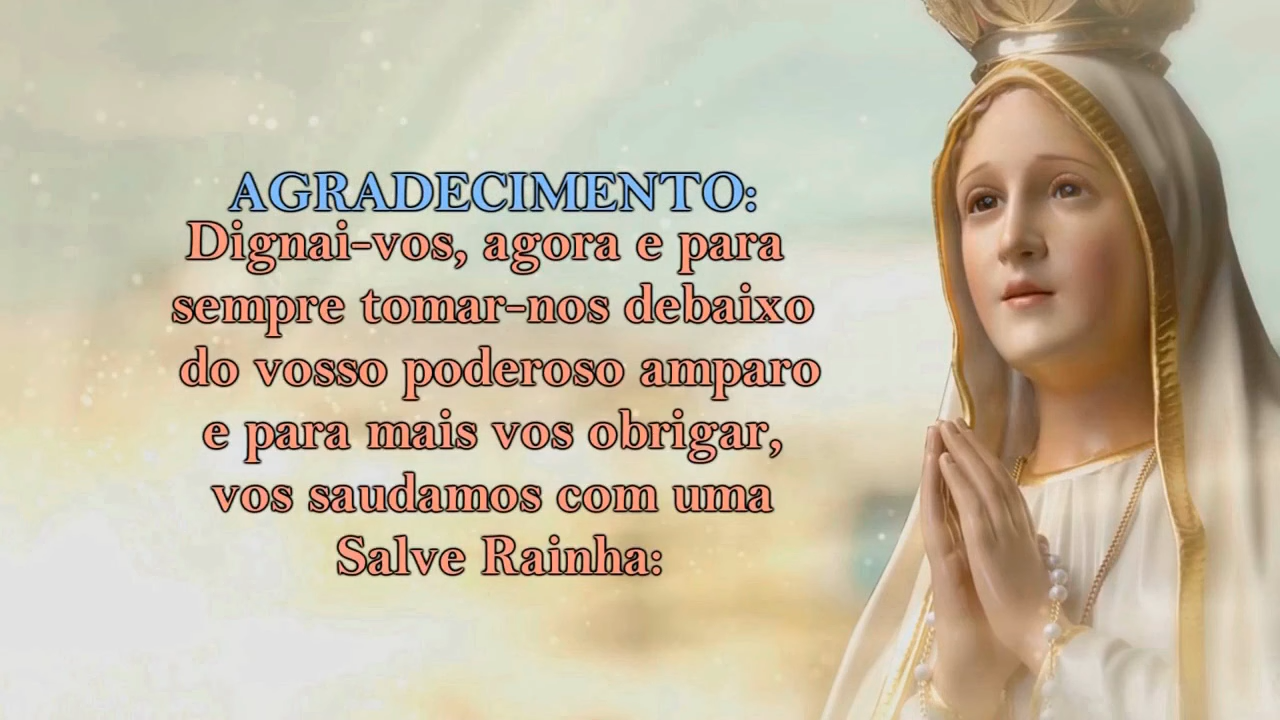 AGRADECIMENTO:
Dignai-vos, agora e para
sempre tomar-nos debaixo
do vosso poderoso amparo
e para mais vos obrigar,
vos saudamos com uma
Salve Rainha: